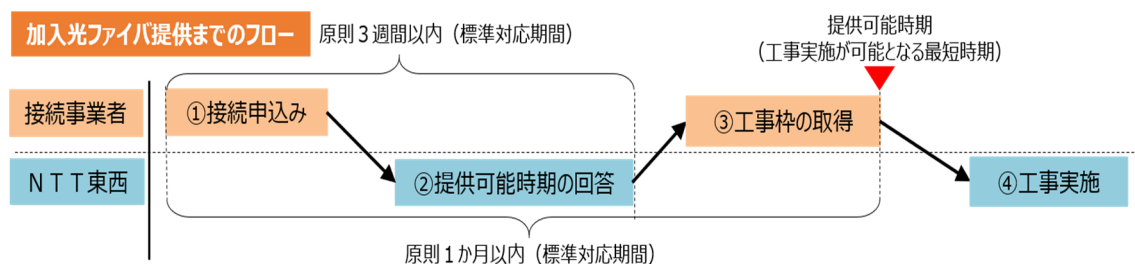 加入光ファイバ提供までのフロー
原則３週間以内（標準対応期間）
提供可能時期
（工事実施が可能となる最短時期）
接続事業者
①接続申込み
③工事枠の取得
ＮＴＴ東西
②提供可能時期の回答
④工事実施
原則１か月以内（標準対応期間）